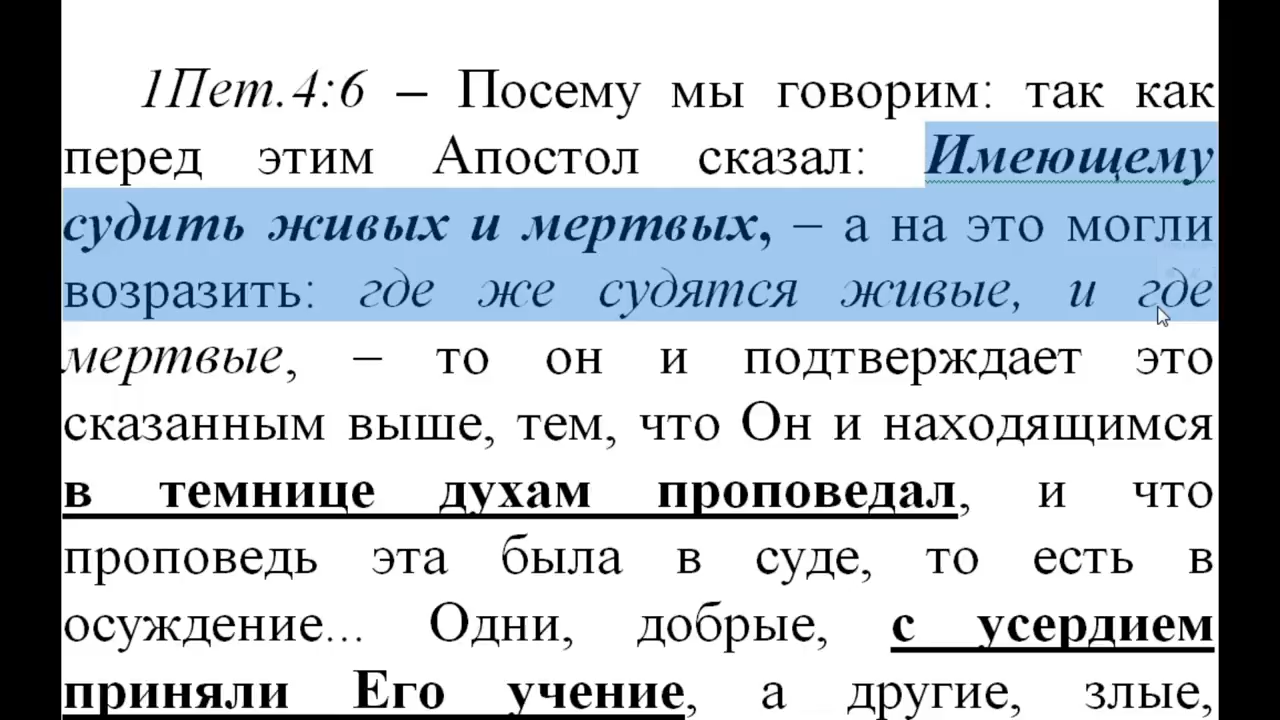 1Пет.4:6 – Посему мы говорим: так как
перед этим Апостол сказал: Имеющему
судить живых и мертвых, – а на это могли
возразить: где же судятся живые, и где
мертвые, – то он и подтверждает это
сказанным выше, тем, что Он и находящимся
в темнице духам проповедал, и что
проповедь эта была в суде, то есть в
осуждение... Одни, добрые, с усердием
приняли Его учение, а другие, злые,